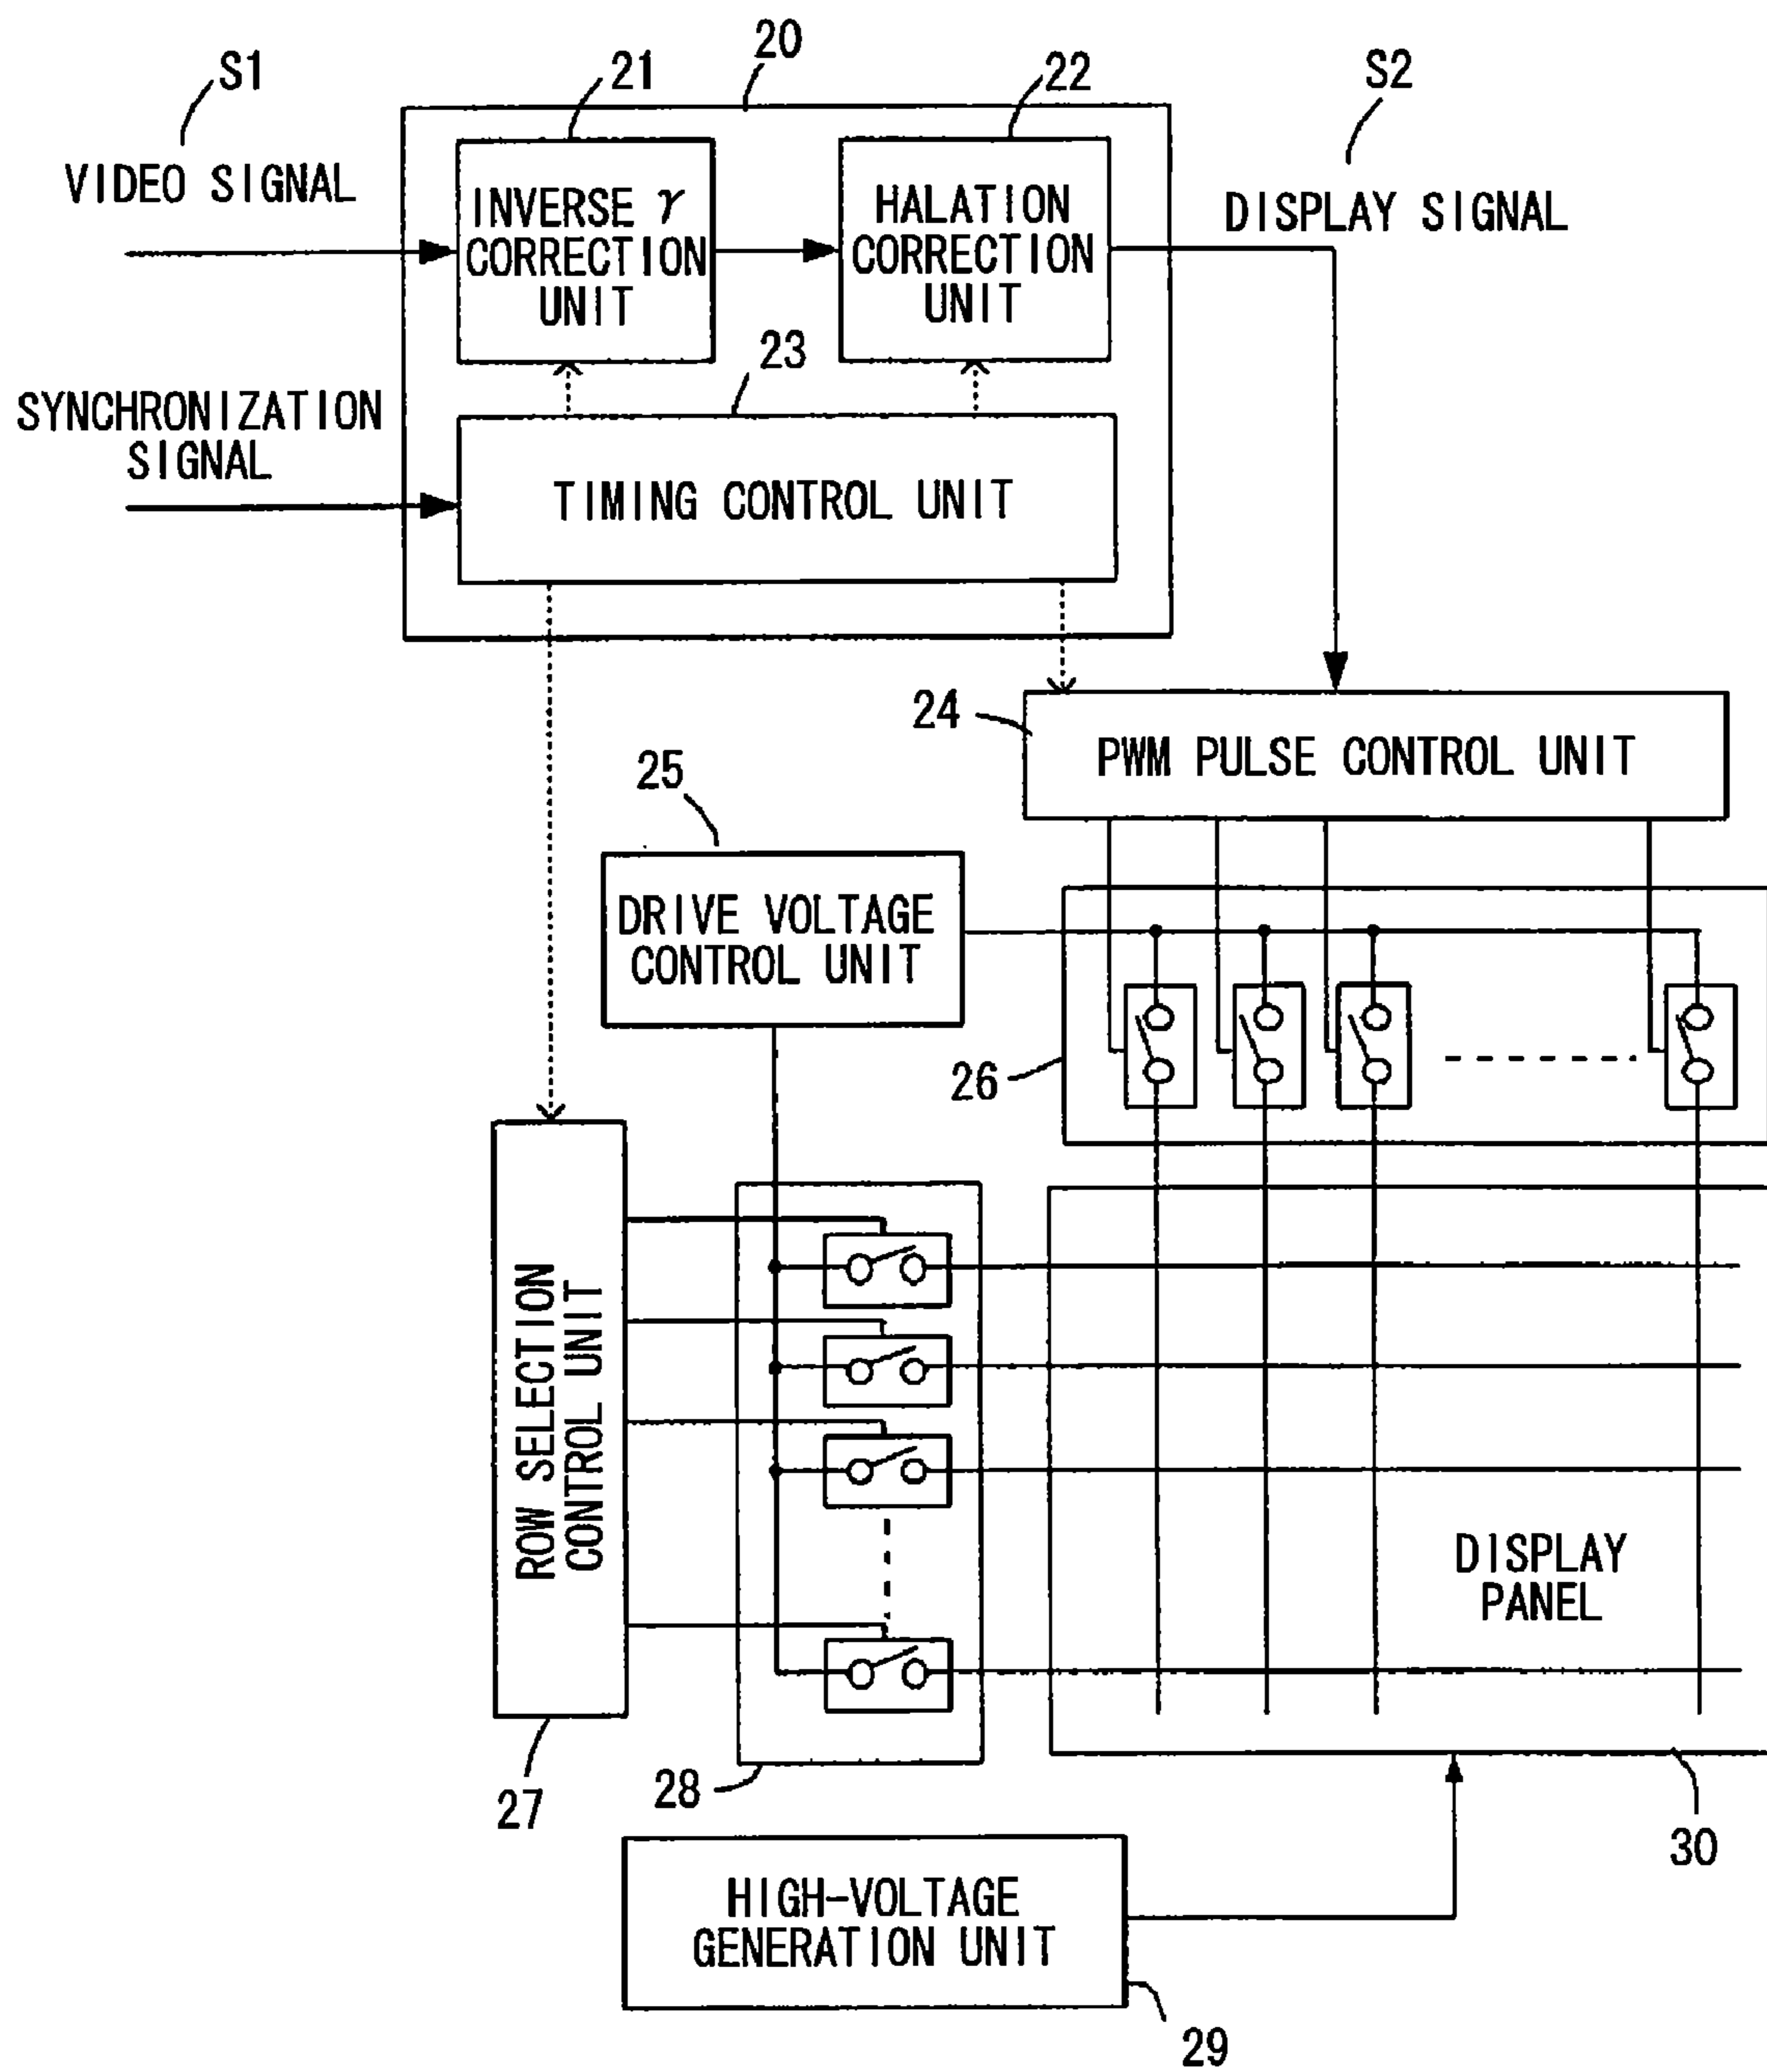 20
S1
21
22
S2
VIDEO SIGNAL
INVERSE γ
CORRECTION
UNIT
HALATION
CORRECTION
UNIT
DISPLAY SIGNAL
23
SYNCHRONIZATION
SIGNAL
TIMING CONTROL UNIT
24
PWM PULSE CONTROL UNIT
25
DRIVE VOLTAGE
CONTROL UNIT
26
ROW SELECTION
CONTROL UNIT
DISPLAY
PANEL
27
28
30
HIGH-VOLTAGE
GENERATION UNIT
29